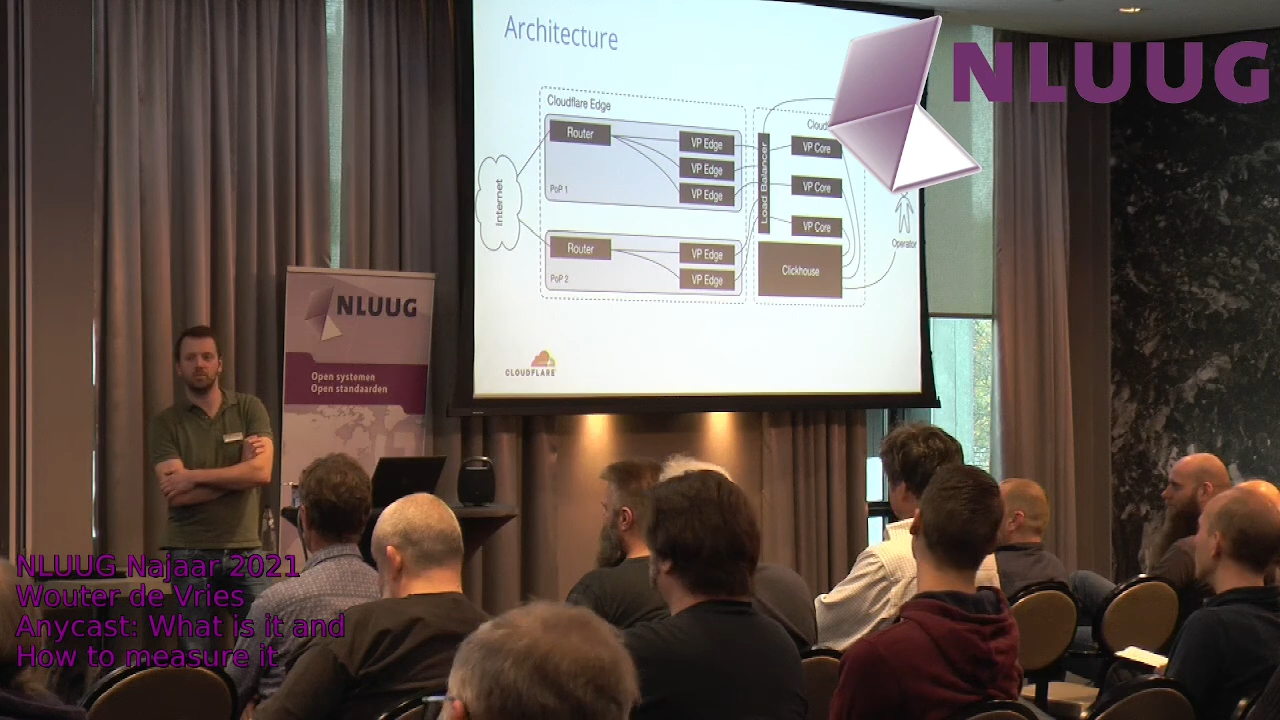 Architecture
NLUUG
Cloudflare Edge
Router
VP Edge
VP Edge
VP Edge
PoP 1
Internet
Router
VP Edge
VP Edge
PoP 2
Load Balancer
VP Core
VP Core
VP Core
Clickhouse
Operator
CLOUDFLARE
NLUUG
Open systemen
Open standaarden
NLUUG Najaar 2021
Wouter de Vries
Anycast: What is it and
How to measure it